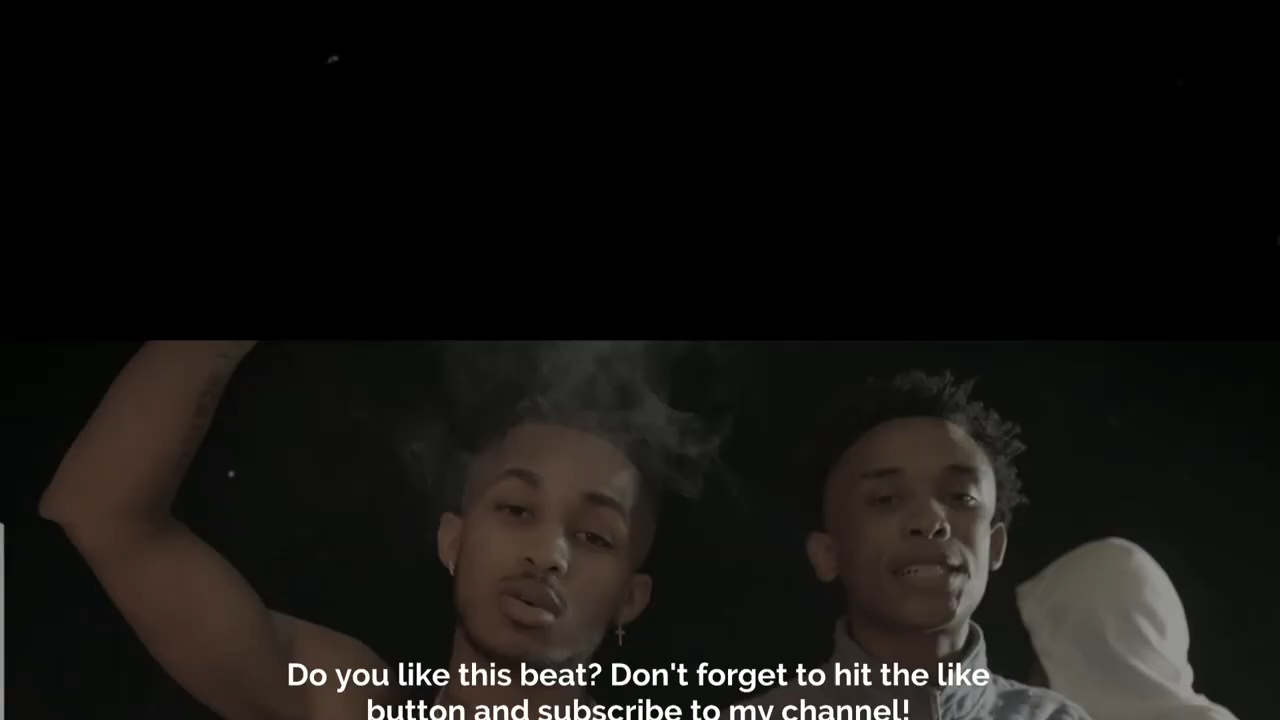 Do you like this beat? Don't forget to hit the like
button and subscribe to my channel!